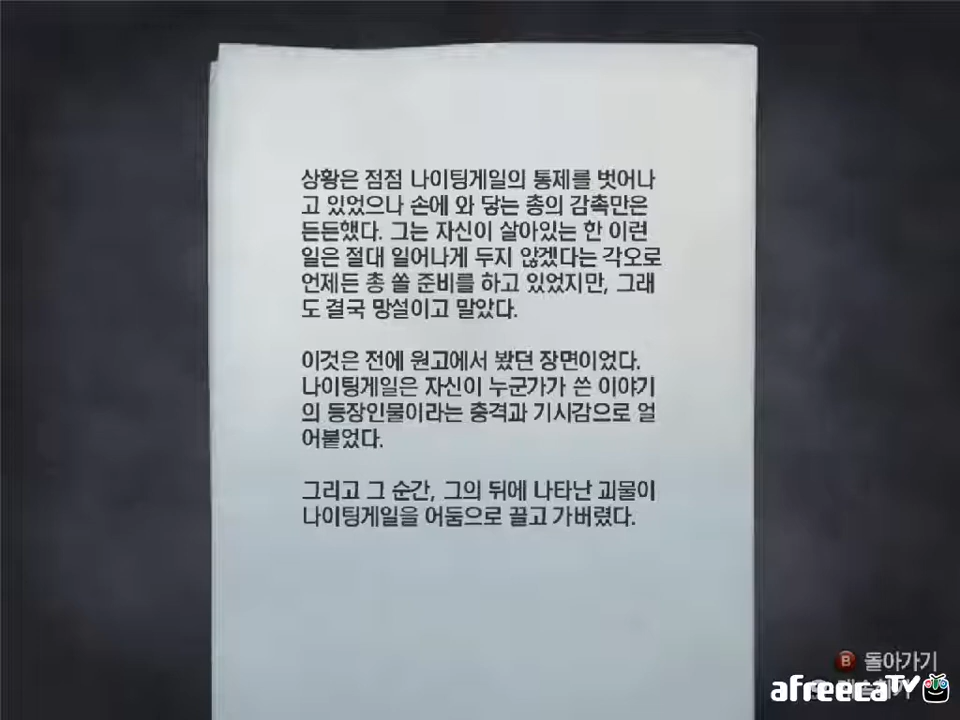 상황은 점점 나이팅게일의 통제를 벗어나
고 있었으나 손에 와 닿는 총의 감촉만은
든든했다. 그는 자신이 살아있는 한 이런
일은 절대 일어나게 두지 않겠다는 각오로
언제든 총 쏠 준비를 하고 있었지만, 그래
도 결국 망설이고 말았다.
이것은 전에 원고에서 봤던 장면이었다.
나이팅게일은 자신이 누군가가 쓴 이야기
의 등장인물이라는 충격과 기시감으로 얼
어붙었다.
그리고 그 순간, 그의 뒤에 나타난 괴물이
나이팅게일을 어둠으로 끌고 가버렸다.
B 돌아가기
afreecaTV